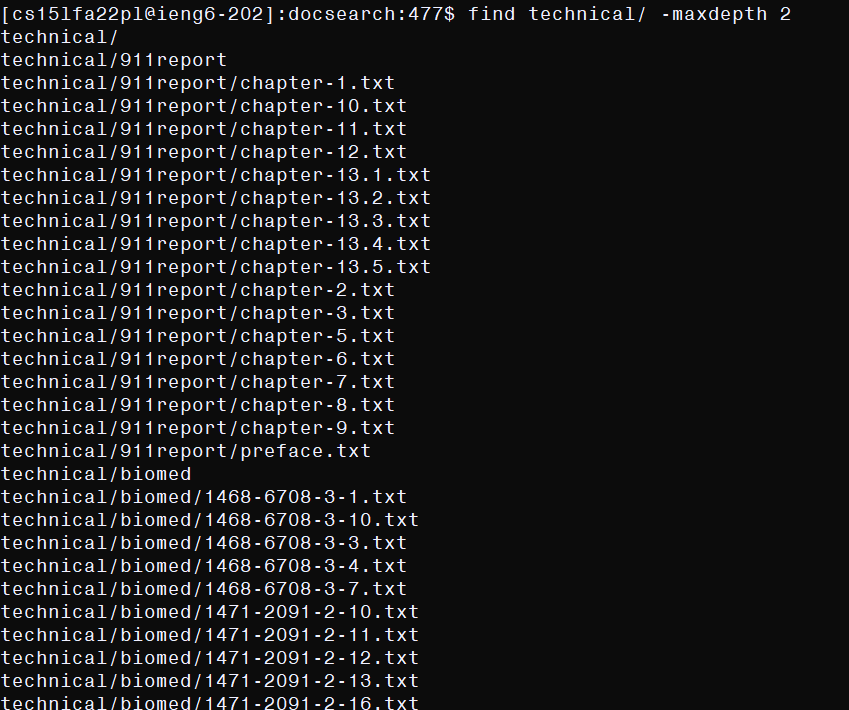 [cs15lfa22pl@ieng6-202]:docsearch:477$ find technical/ -maxdepth 2
technical/
technical/911report
technical/911report/chapter-1.txt
technical/911report/chapter-10.txt
technical/911report/chapter-11.txt
technical/911report/chapter-12.txt
technical/911report/chapter-13.1.txt
technical/911report/chapter-13.2.txt
technical/911report/chapter-13.3.txt
technical/911report/chapter-13.4.txt
technical/911report/chapter-13.5.txt
technical/911report/chapter-2.txt
technical/911report/chapter-3.txt
technical/911report/chapter-5.txt
technical/911report/chapter-6.txt
technical/911report/chapter-7.txt
technical/911report/chapter-8.txt
technical/911report/chapter-9.txt
technical/911report/preface.txt
technical/biomed
technical/biomed/1468-6708-3-1.txt
technical/biomed/1468-6708-3-10.txt
technical/biomed/1468-6708-3-3.txt
technical/biomed/1468-6708-3-4.txt
technical/biomed/1468-6708-3-7.txt
technical/biomed/1471-2091-2-10.txt
technical/biomed/1471-2091-2-11.txt
technical/biomed/1471-2091-2-12.txt
technical/biomed/1471-2091-2-13.txt
technical/biomed/1471-2091-2-16.txt